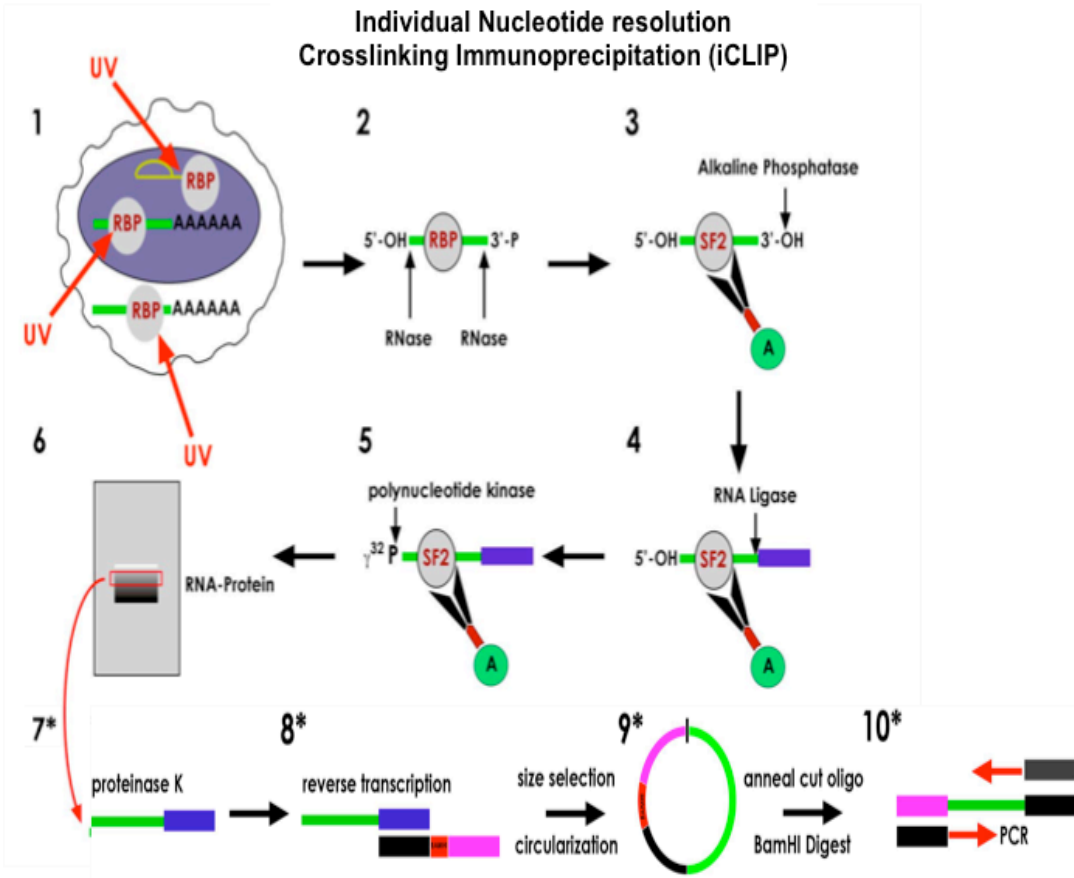 Individual Nucleotide resolution
Crosslinking Immunoprecipitation (iCLIP)
1
UV
RBP
RBP
AAAAAA
RBP
AAAAAA
UV
UV
2
5'-OH
RBP
3'-P
RNase
RNase
3
Alkaline Phosphatase
5'-OH
SF2
3'-OH
A
4
RNA Ligase
5'-OH
SF2
A
5
polynucleotide kinase
γ32 P
SF2
A
6
RNA-Protein
7*
proteinase K
8*
reverse transcription
size selection
circularization
9*
anneal cut oligo
BamHI Digest
10*
PCR